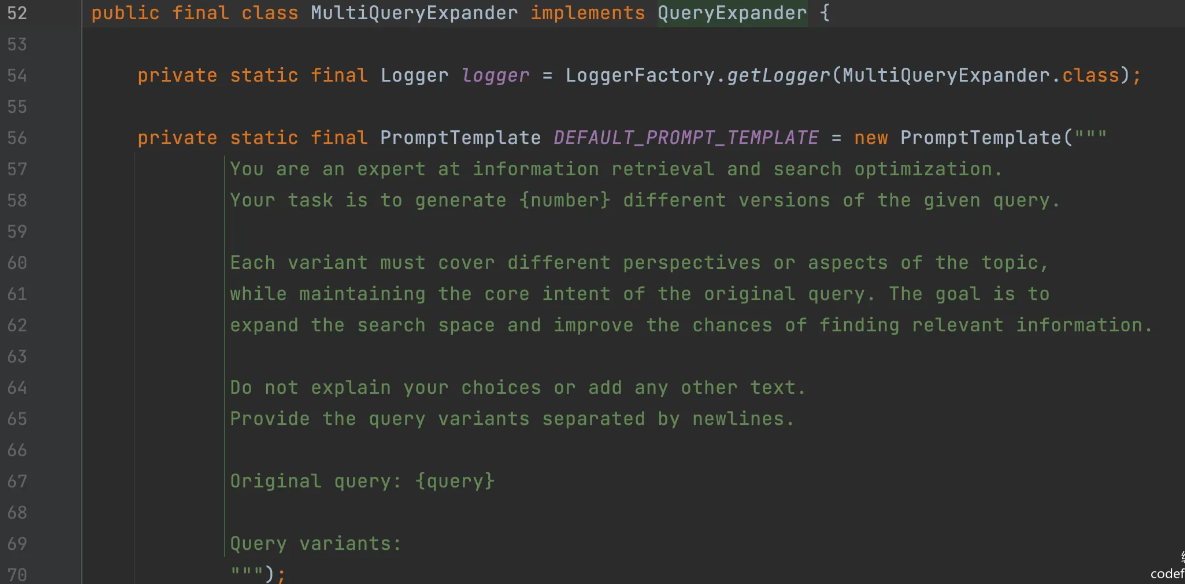 52 public final class MultiQueryExpander implements QueryExpander {
53
54 private static final Logger logger = LoggerFactory.getLogger(MultiQueryExpander.class);
55
56 private static final PromptTemplate DEFAULT_PROMPT_TEMPLATE = new PromptTemplate("""
57 You are an expert at information retrieval and search optimization.
58 Your task is to generate {number} different versions of the given query.
59
60 Each variant must cover different perspectives or aspects of the topic,
61 while maintaining the core intent of the original query. The goal is to
62 expand the search space and improve the chances of finding relevant information.
63
64 Do not explain your choices or add any other text.
65 Provide the query variants separated by newlines.
66
67 Original query: {query}
68
69 Query variants:
70 """);
codef